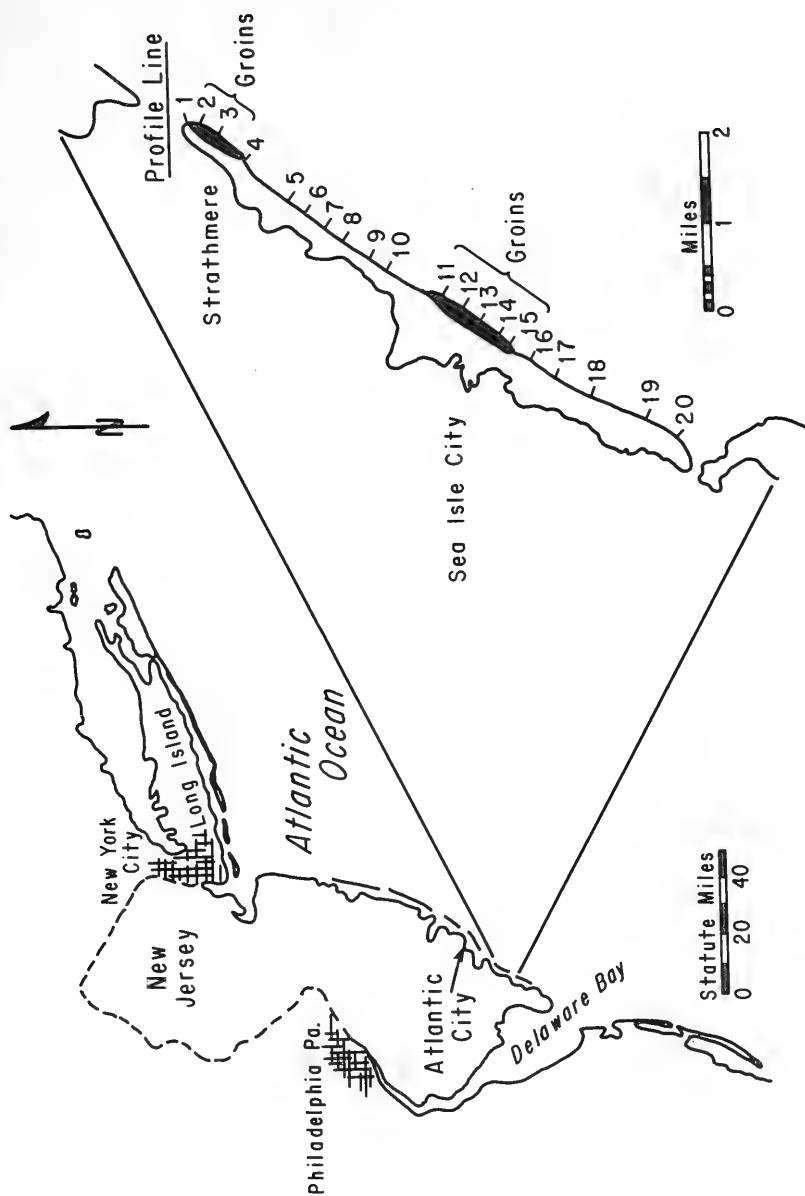 New York
City
Long Island
New
Jersey
Philadelphia Pa.
Atlantic
Ocean
Atlantic
City
Delaware Bay
Statute Miles
0 20 40
N
Profile Line
Strathmere
1
2
3
4
Groins
5
6
7
8
9
10
11
12
13
14
15
Groins
16
17
18
19
20
Sea Isle City
Miles
0 1 2